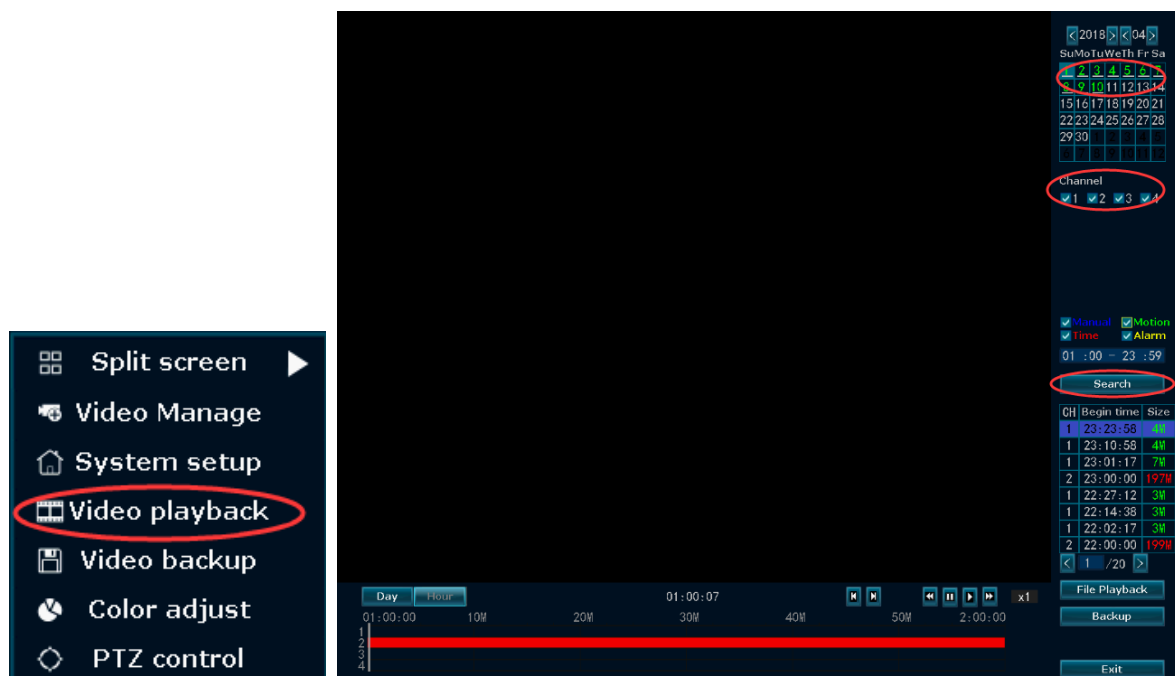 Split screen
Video Manage
System setup
Video playback
Video backup
Color adjust
PTZ control
< 2018 > < 04 >
Su Mo Tu We Th Fr Sa
1 2 3 4 5 6 7
8 9 10 11 12 13 14
15 16 17 18 19 20 21
22 23 24 25 26 27 28
29 30
Channel
1 2 3 4
Manual Motion
Time Alarm
01 :00 - 23 :59
Search
CH Begin time Size
1 23:23:58 4M
1 23:10:58 4M
1 23:01:17 7M
2 23:00:00 197M
1 22:27:12 3M
1 22:14:38 3M
1 22:02:17 3M
2 22:00:00 199M
< 1 /20 >
File Playback
Backup
Exit
Day Hour 01:00:07 x1
01:00:00 10M 20M 30M 40M 50M 2:00:00
1
2
3
4